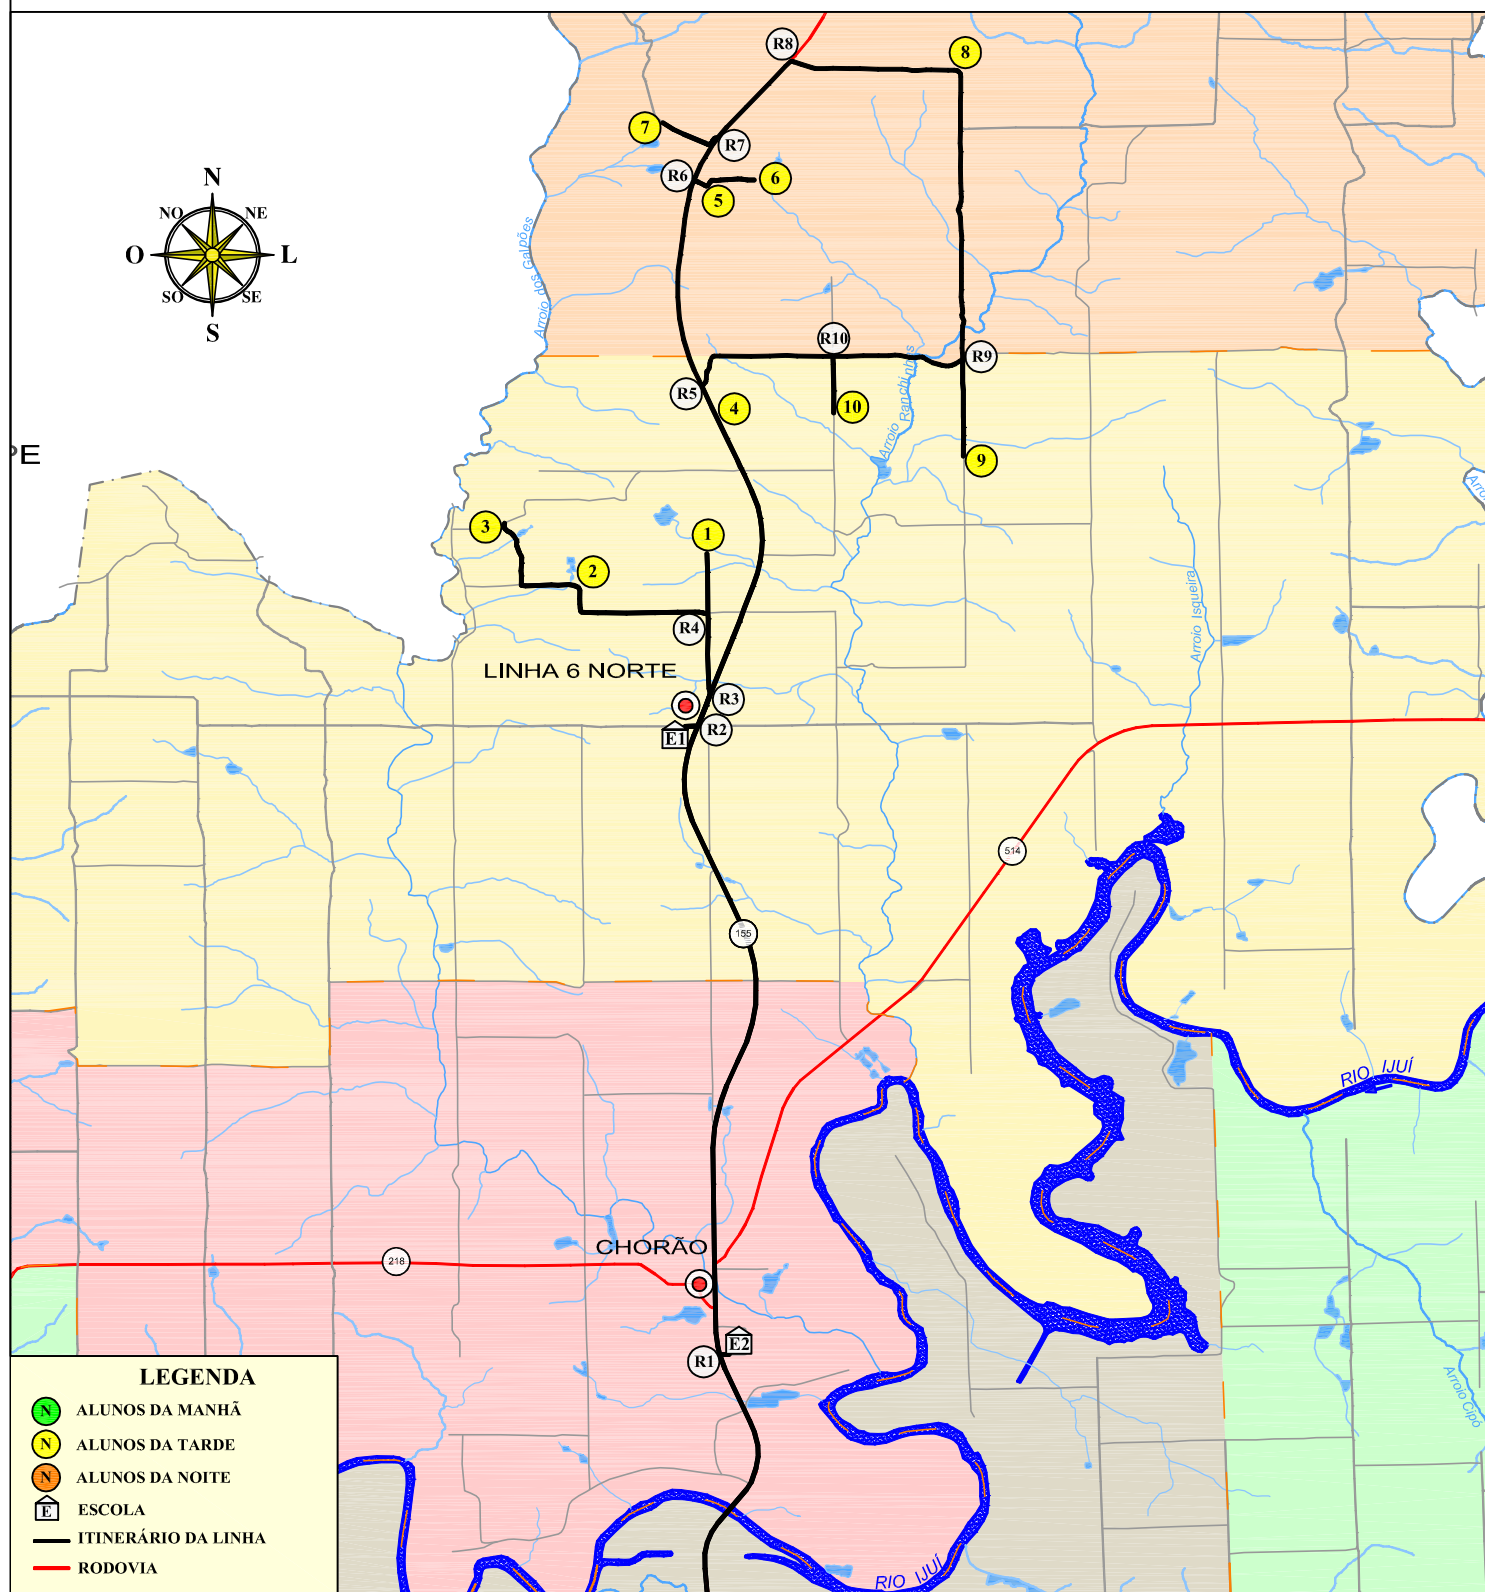 R8
8
7
R7
R6
6
5
N
NO
NE
O
L
SO
SE
S
Arroio dos Galpões
R10
R9
R5
4
10
Arroio Ranchinhos
PE
9
3
1
2
Arroio Isqueira
R4
LINHA 6 NORTE
R3
R2
E1
514
155
RIO IJUÍ
CHORÃO
218
E2
R1
Arroio Cipó
LEGENDA
N ALUNOS DA MANHÃ
N ALUNOS DA TARDE
N ALUNOS DA NOITE
E ESCOLA
ITINERÁRIO DA LINHA
RODOVIA
RIO IJUÍ